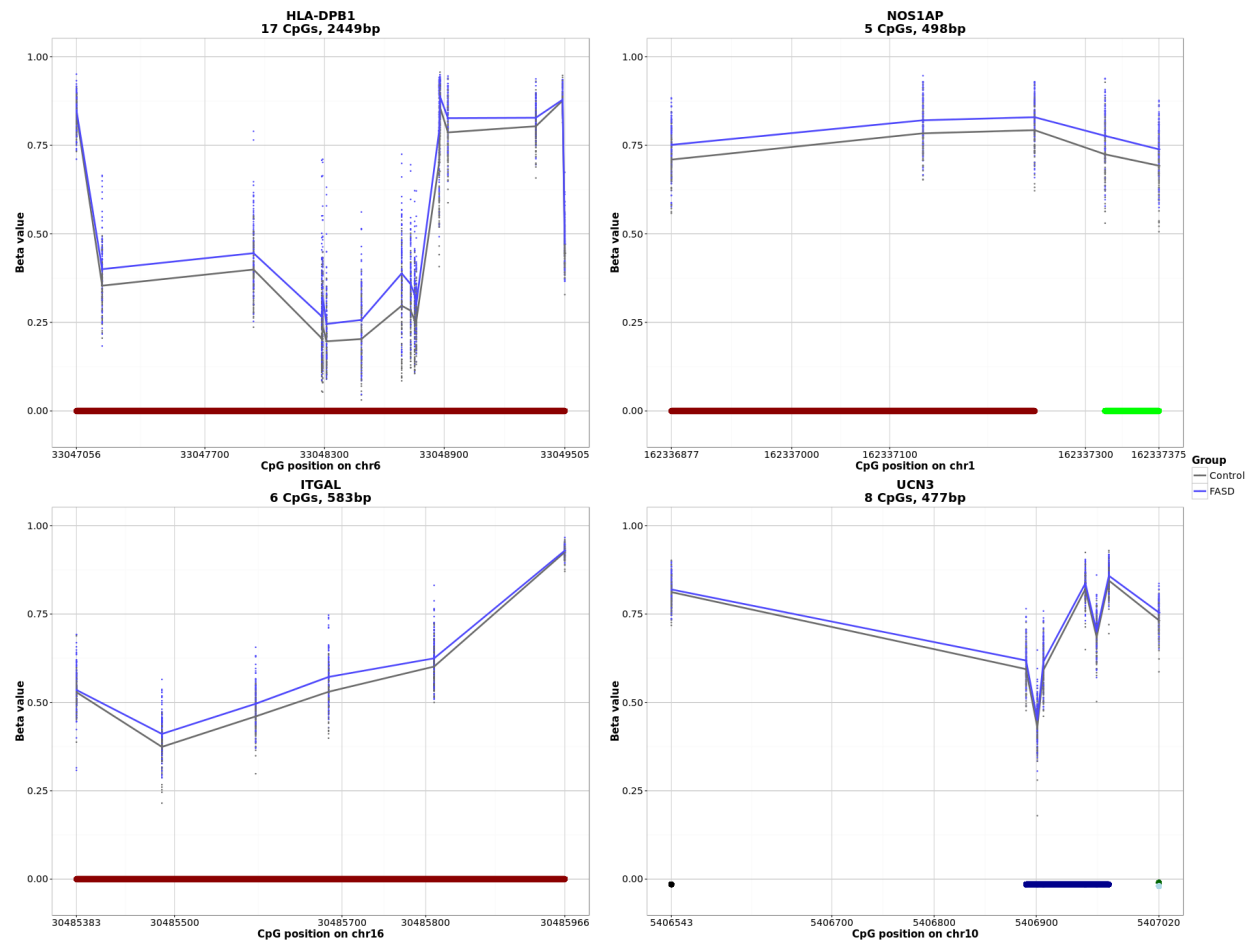 HLA-DPB1
17 CpGs, 2449bp
Beta value
1.00
0.75
0.50
0.25
0.00
33047056
33047700
33048300
33048900
33049505
CpG position on chr6
NOS1AP
5 CpGs, 498bp
Beta value
1.00
0.75
0.50
0.25
0.00
162336877
162337000
162337100
162337300
162337375
CpG position on chr1
Group
Control
FASD
ITGAL
6 CpGs, 583bp
Beta value
1.00
0.75
0.50
0.25
0.00
30485383
30485500
30485700
30485800
30485966
CpG position on chr16
UCN3
8 CpGs, 477bp
Beta value
1.00
0.75
0.50
0.25
0.00
5406543
5406700
5406800
5406900
5407020
CpG position on chr10